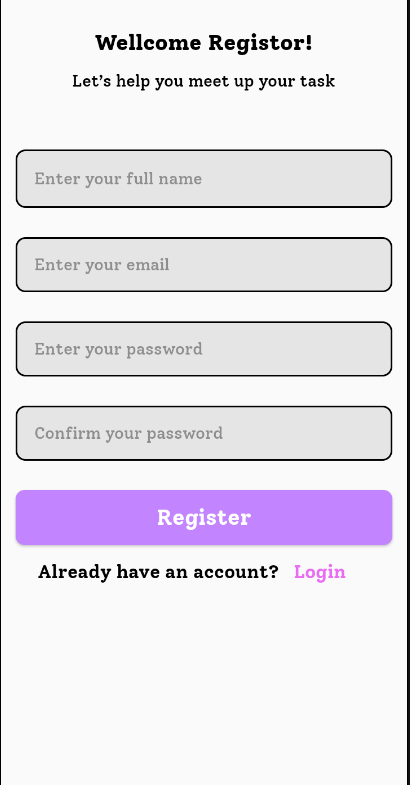 Wellcome Registor!
Let’s help you meet up your task
Enter your full name
Enter your email
Enter your password
Confirm your password
Register
Already have an account? Login